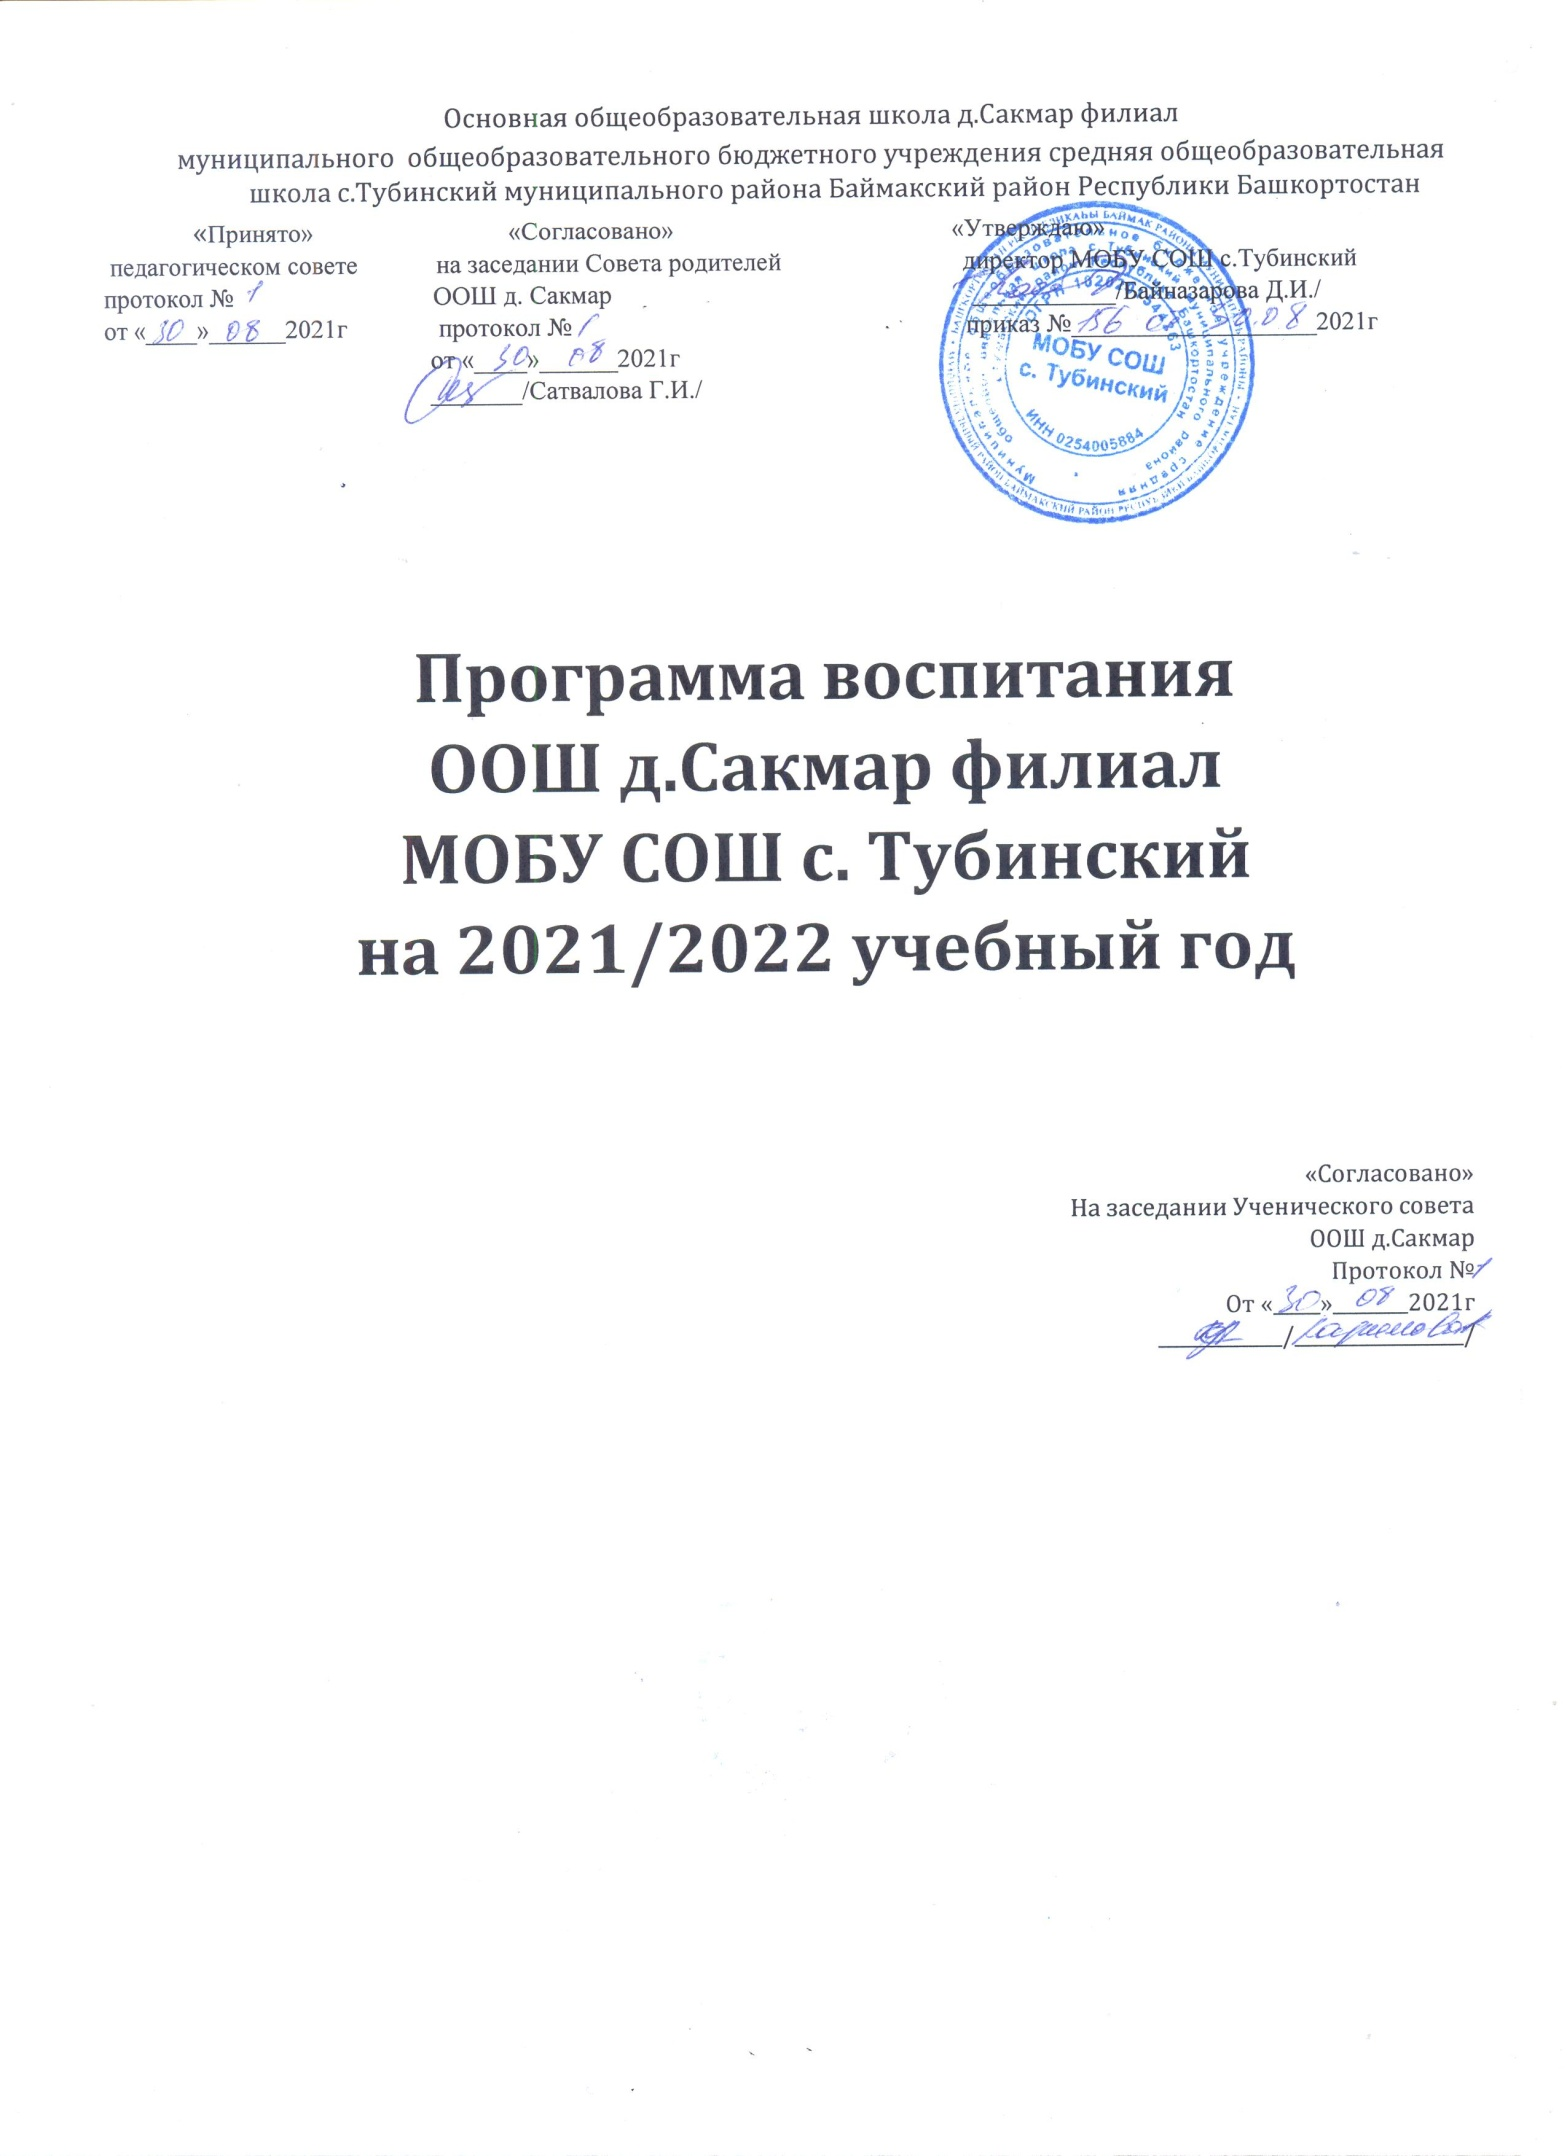 Основная общеобразовательная школа д.Сакмар филиал
муниципального общеобразовательного бюджетного учреждения средняя общеобразовательная
школа с.Тубинский муниципального района Баймакский район Республики Башкортостан
«Принято»
педагогическом совете
протокол № 1
от «30» 08 2021г
«Согласовано»
на заседании Совета родителей
ООШ д. Сакмар
протокол № 1
от «30» 08 2021г
/Сатвалова Г.И./
«Утверждаю»
директор МОБУ СОШ с.Тубинский
/Байназарова Д.И./
приказ № 156 от 30.08 2021г
МОБУ СОШ
с. Тубинский
ИНН 0254005884
Программа воспитания
ООШ д.Сакмар филиал
МОБУ СОШ с. Тубинский
на 2021/2022 учебный год
«Согласовано»
На заседании Ученического совета
ООШ д.Сакмар
Протокол № 1
От «30» 08 2021г